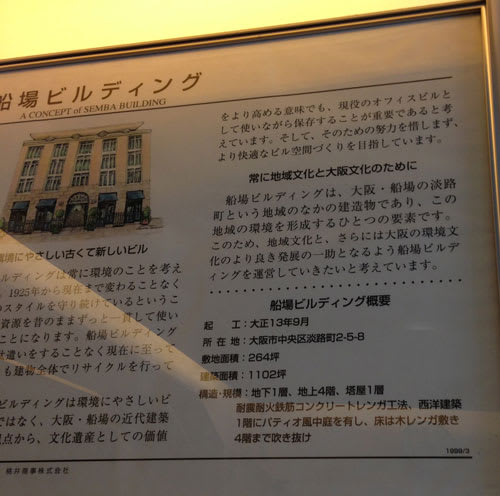 船場ビルディング
A CONCEPT of SEMBA BUILDING
環境にやさしい古くて新しいビル
ビルディングは常に環境のことを考え
。1925年から現在まで変わることなく
のスタイルを守り続けているというこ
資源を昔のままずっと一貫して使い
ことになります。船場ビルディング
遣いをすることなく現在に至って
も建物全体でリサイクルを行って
ビルディングは環境にやさしいビ
ではなく、大阪・船場の近代建築
観点から、文化遺産としての価値
をより高める意味でも、現役のオフィスビルと
して使いながら保存することが重要であると考
えています。そして、そのための努力を惜しまず、
より快適なビル空間づくりを目指しています。
常に地域文化と大阪文化のために
船場ビルディングは、大阪・船場の淡路
町という地域のなかの建造物であり、この
地域の環境を形成するひとつの要素です。
このため、地域文化と、さらには大阪の環境文
化のより良き発展の一助となるよう船場ビルデ
ィングを運営していきたいと考えています。
船場ビルディング概要
起 工:大正13年9月
所 在 地:大阪市中央区淡路町2-5-8
敷地面積:264坪
建築面積:1102坪
構造・規模:地下1層、地上4階、塔屋1層
耐震耐火鉄筋コンクリートレンガ工法、西洋建築
1階にパティオ風中庭を有し、床は木レンガ敷き
4階まで吹き抜け
桃井商事株式会社
1999/3